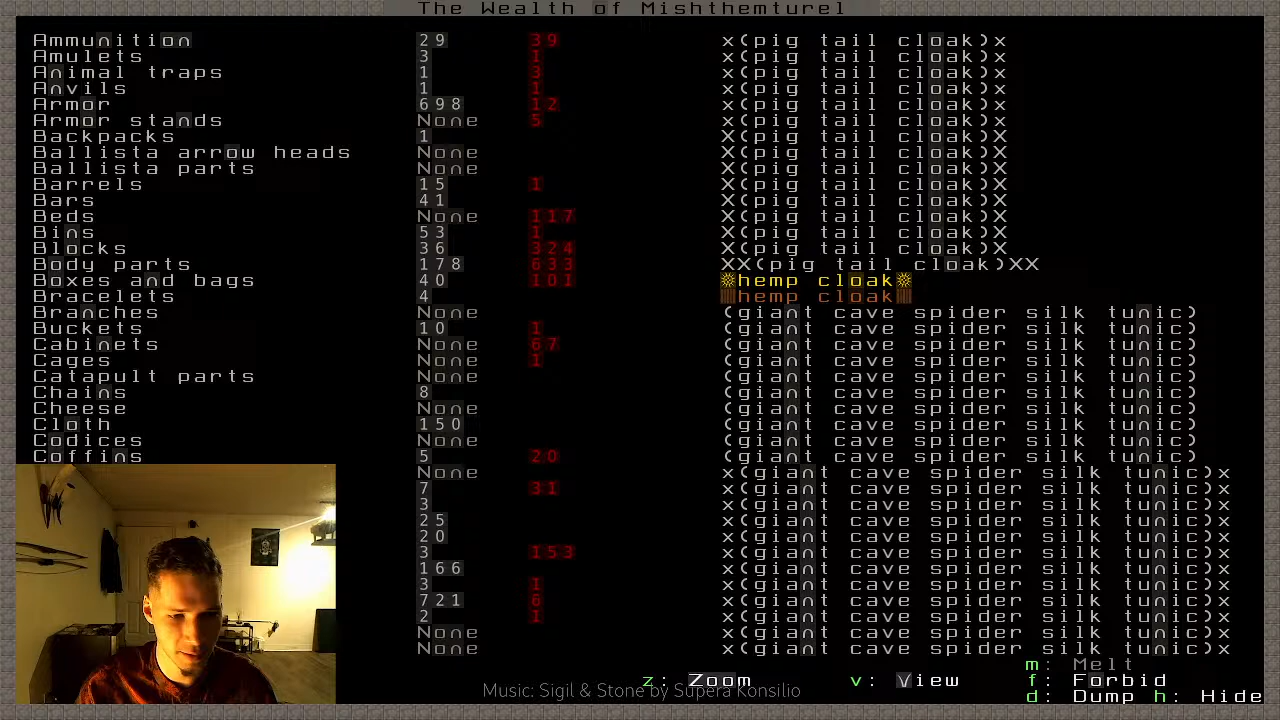 The Wealth of Mishthemturel
Ammunition 29 39 x(pig tail cloak)x
Amulets 3 1 x(pig tail cloak)x
Animal traps 1 3 x(pig tail cloak)x
Anvils 1 1 x(pig tail cloak)x
Armor 698 12 x(pig tail cloak)x
Armor stands None 5 x(pig tail cloak)x
Backpacks 1 X(pig tail cloak)X
Ballista arrow heads None X(pig tail cloak)X
Ballista parts None X(pig tail cloak)X
Barrels 15 1 X(pig tail cloak)X
Bars 41 X(pig tail cloak)X
Beds None 117 X(pig tail cloak)X
Bins 53 1 X(pig tail cloak)X
Blocks 36 324 X(pig tail cloak)X
Body parts 178 633 XX(pig tail cloak)XX
Boxes and bags 40 101 ☼hemp cloak☼
Bracelets 4 hemp cloak
Branches None (giant cave spider silk tunic)
Buckets 10 1 (giant cave spider silk tunic)
Cabinets None 67 (giant cave spider silk tunic)
Cages None 1 (giant cave spider silk tunic)
Catapult parts None (giant cave spider silk tunic)
Chains 8 (giant cave spider silk tunic)
Cheese None (giant cave spider silk tunic)
Cloth 150 (giant cave spider silk tunic)
Codices None (giant cave spider silk tunic)
Coffins 5 20 (giant cave spider silk tunic)
None x(giant cave spider silk tunic)x
7 31 x(giant cave spider silk tunic)x
3 x(giant cave spider silk tunic)x
25 x(giant cave spider silk tunic)x
20 x(giant cave spider silk tunic)x
3 153 x(giant cave spider silk tunic)x
166 x(giant cave spider silk tunic)x
3 1 x(giant cave spider silk tunic)x
721 6 x(giant cave spider silk tunic)x
2 1 x(giant cave spider silk tunic)x
None x(giant cave spider silk tunic)x
None x(giant cave spider silk tunic)x
m: Melt
z: Zoom v: View f: Forbid
Music: Sigil & Stone by Supera Konsilio
d: Dump h: Hide